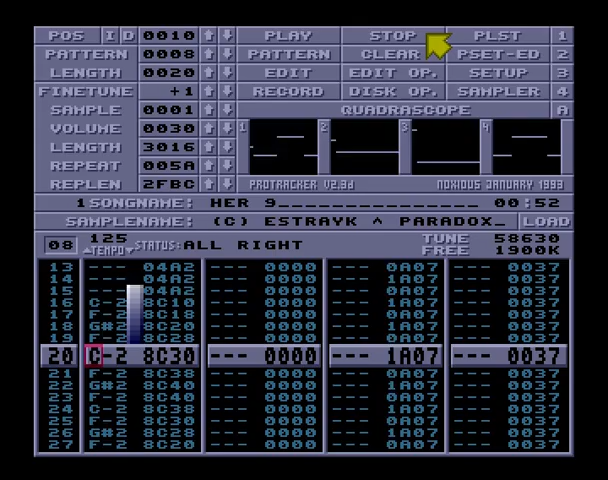 POS I D 0010 PLAY STOP PLST 1
PATTERN 0008 PATTERN CLEAR PSET-ED 2
LENGTH 0020 EDIT EDIT OP. SETUP 3
FINETUNE +1 RECORD DISK OP. SAMPLER 4
SAMPLE 0001 QUADRASCOPE A
VOLUME 0030 1 2 3 4
LENGTH 3016
REPEAT 005A
REPLEN 2FBC PROTRACKER V2.3d NOXIOUS JANUARY 1993
1 SONGNAME: HER 9_______________ 00:52
SAMPLENAME: (C) ESTRAYK ^ PARADOX_ LOAD
08 125 TEMPO STATUS: ALL RIGHT TUNE 58630
FREE 1900K
13 --- 04A2 --- 0000 --- 0A07 --- 0037
14 --- 04A2 --- 0000 --- 1A07 --- 0037
15 --- 04A2 --- 0000 --- 0A07 --- 0037
16 C-2 8C10 --- 0000 --- 1A07 --- 0037
17 F-2 8C18 --- 0000 --- 0A07 --- 0037
18 G#2 8C20 --- 0000 --- 1A07 --- 0037
19 F-2 8C28 --- 0000 --- 0A07 --- 0037
20 C-2 8C30 --- 0000 --- 1A07 --- 0037
21 F-2 8C38 --- 0000 --- 0A07 --- 0037
22 G#2 8C40 --- 0000 --- 1A07 --- 0037
23 F-2 8C40 --- 0000 --- 0A07 --- 0037
24 C-2 8C38 --- 0000 --- 1A07 --- 0037
25 F-2 8C30 --- 0000 --- 0A07 --- 0037
26 G#2 8C28 --- 0000 --- 1A07 --- 0037
27 F-2 8C20 --- 0000 --- 0A07 --- 0037